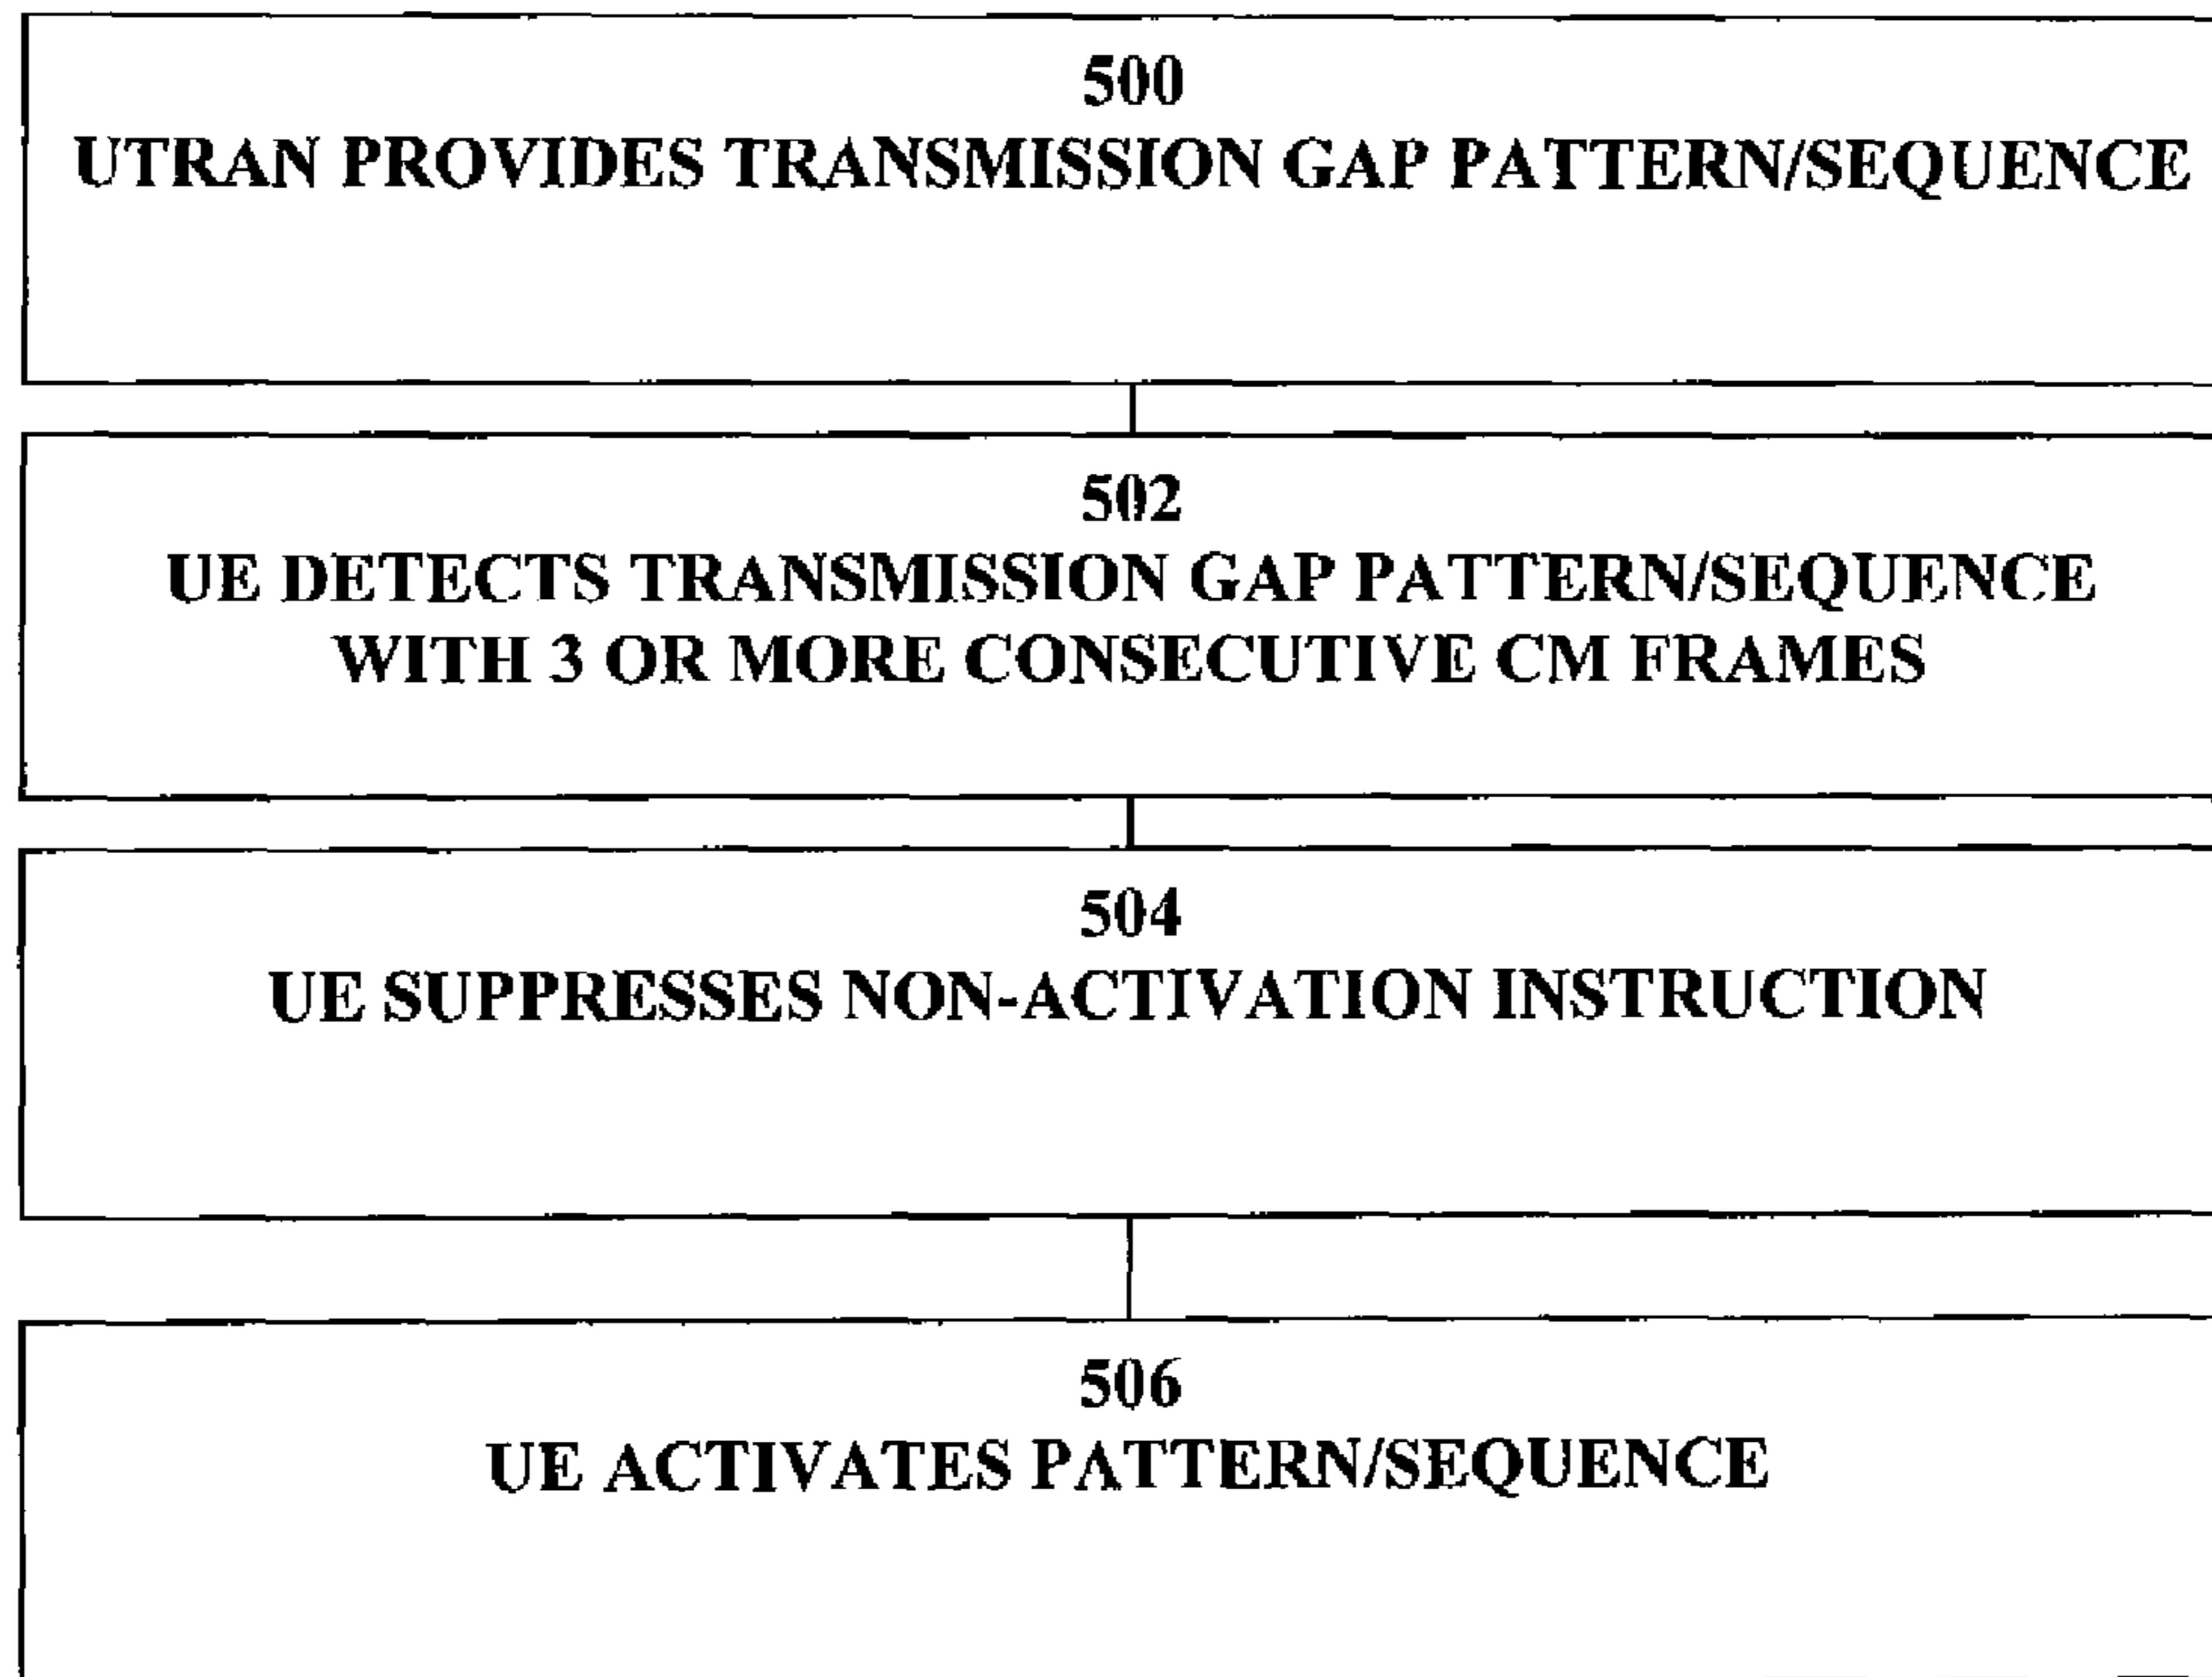 500
UTRAN PROVIDES TRANSMISSION GAP PATTERN/SEQUENCE
502
UE DETECTS TRANSMISSION GAP PATTERN/SEQUENCE
WITH 3 OR MORE CONSECUTIVE CM FRAMES
504
UE SUPPRESSES NON-ACTIVATION INSTRUCTION
506
UE ACTIVATES PATTERN/SEQUENCE